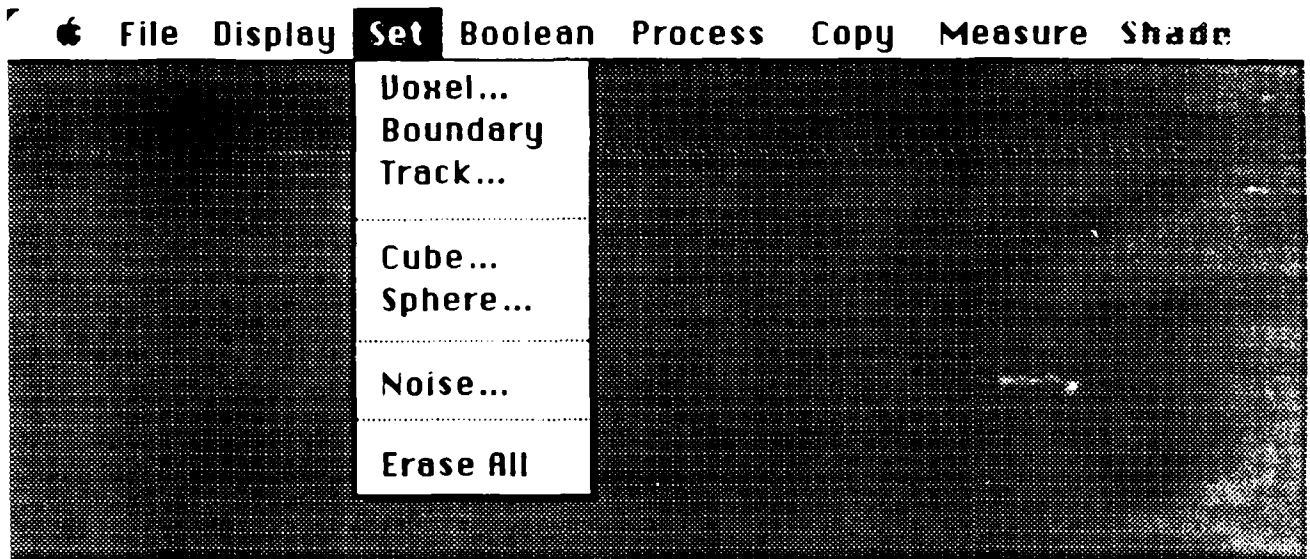 File Display Set Boolean Process Copy Measure Shade
Voxel...
Boundary
Track...
Cube...
Sphere...
Noise...
Erase All